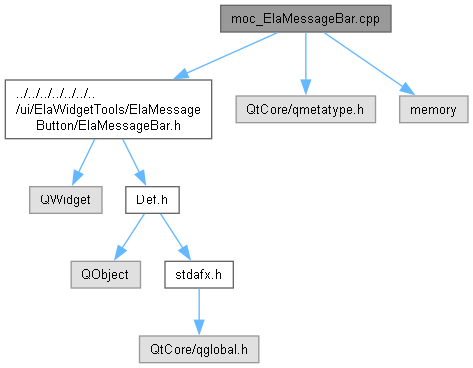 moc_ElaMessageBar.cpp
../../../../../../..
/ui/ElaWidgetTools/ElaMessage
Button/ElaMessageBar.h
QtCore/qmetatype.h
memory
QWidget
Def.h
QObject
stdafx.h
QtCore/qglobal.h